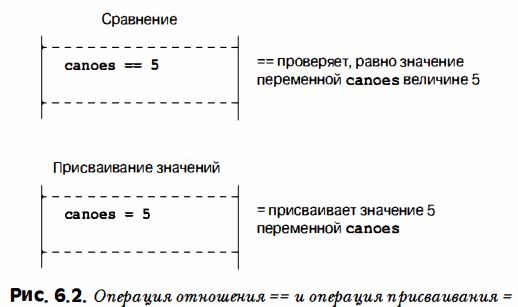 Сравнение
canoes == 5
== проверяет, равно значение
переменной canoes величине 5
Присваивание значений
canoes = 5
= присваивает значение 5
переменной canoes
Рис. 6.2. Операция отношения == и операция присваивания =